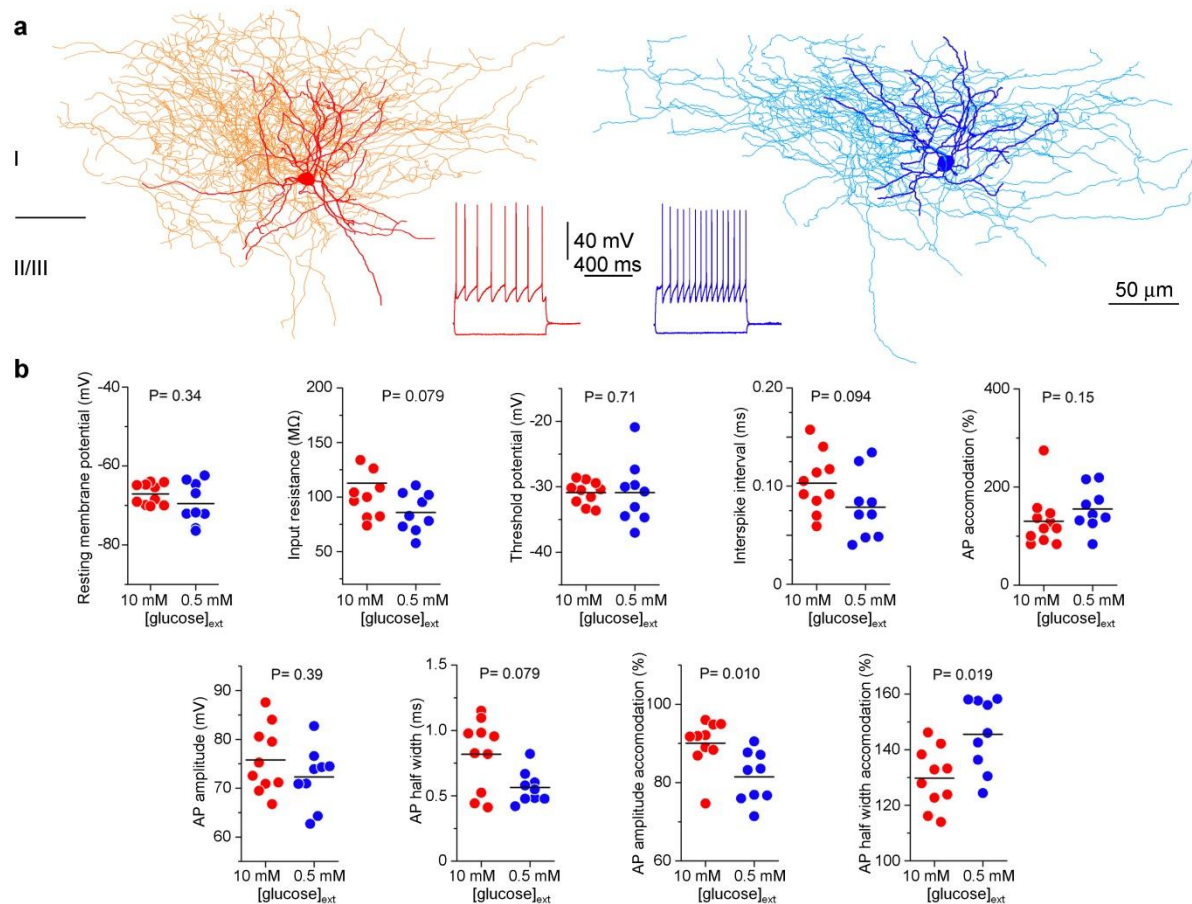 a
I
II/III
40 mV
400 ms
50 μm
b
Resting membrane potential (mV)
-40
-60
-80
P= 0.34
10 mM 0.5 mM
[glucose]ext
Input resistance (MΩ)
200
150
100
50
P= 0.079
10 mM 0.5 mM
[glucose]ext
Threshold potential (mV)
-20
-30
-40
P= 0.71
10 mM 0.5 mM
[glucose]ext
Interspike interval (ms)
0.20
0.10
0
P= 0.094
10 mM 0.5 mM
[glucose]ext
AP accomodation (%)
400
200
0
P= 0.15
10 mM 0.5 mM
[glucose]ext
AP amplitude (mV)
90
80
70
60
P= 0.39
10 mM 0.5 mM
[glucose]ext
AP half width (ms)
1.5
1.0
0.5
0
P= 0.079
10 mM 0.5 mM
[glucose]ext
AP amplitude accomodation (%)
100
80
60
P= 0.010
10 mM 0.5 mM
[glucose]ext
AP half width accomodation (%)
160
140
120
100
P= 0.019
10 mM 0.5 mM
[glucose]ext